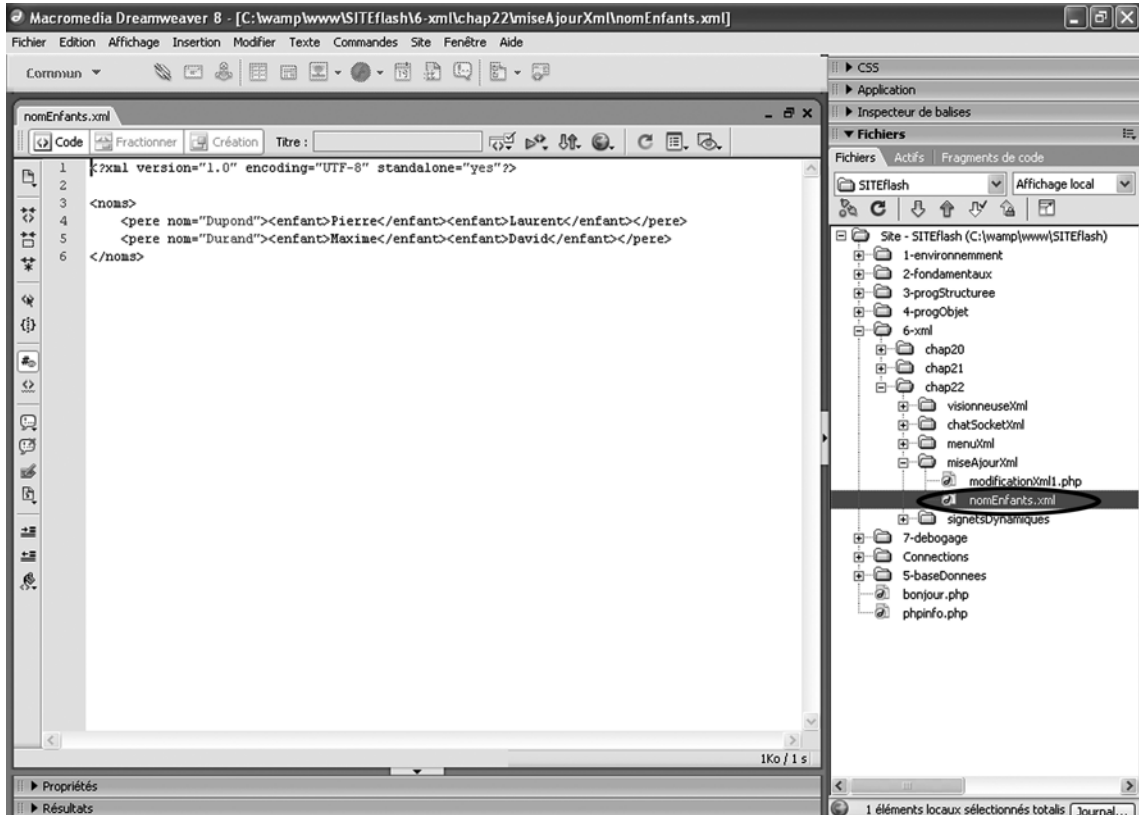 Macromedia Dreamweaver 8 - [C:\wamp\www\SITEflash\6-xml\chap22\miseAjourXml\nomEnfants.xml]
Fichier Edition Affichage Insertion Modifier Texte Commandes Site Fenêtre Aide
Commun
nomEnfants.xml
Code Fractionner Création Titre :
1 <?xml version="1.0" encoding="UTF-8" standalone="yes"?>
2
3 <noms>
4 <pere nom="Dupond"><enfant>Pierre</enfant><enfant>Laurent</enfant></pere>
5 <pere nom="Durand"><enfant>Maxime</enfant><enfant>David</enfant></pere>
6 </noms>
1Ko / 1 s
Propriétés
Résultats
CSS
Application
Inspecteur de balises
Fichiers
Fichiers Actifs Fragments de code
SITEflash Affichage local
Site - SITEflash (C:\wamp\www\SITEflash)
1-environnemment
2-fondamentaux
3-progStructuree
4-progObjet
6-xml
chap20
chap21
chap22
visionneuseXml
chatSocketXml
menuXml
miseAjourXml
modificationXml1.php
nomEnfants.xml
signetsDynamiques
7-debogage
Connections
5-baseDonnees
bonjour.php
phpinfo.php
1 éléments locaux sélectionnés totalis Journal...